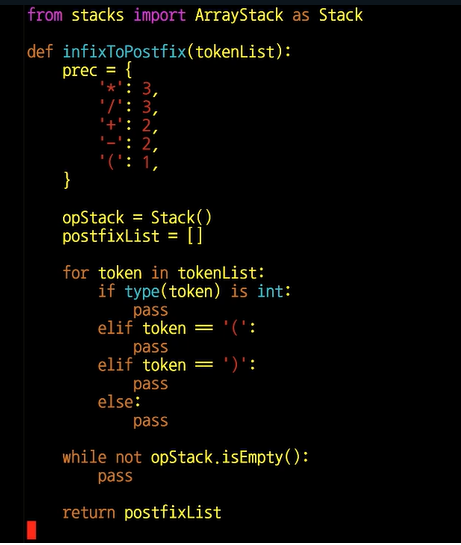 from stacks import ArrayStack as Stack

def infixToPostfix(tokenList):
    prec = {
        '*': 3,
        '/': 3,
        '+': 2,
        '-': 2,
        '(': 1,
    }

    opStack = Stack()
    postfixList = []

    for token in tokenList:
        if type(token) is int:
            pass
        elif token == '(':
            pass
        elif token == ')':
            pass
        else:
            pass

    while not opStack.isEmpty():
        pass

    return postfixList